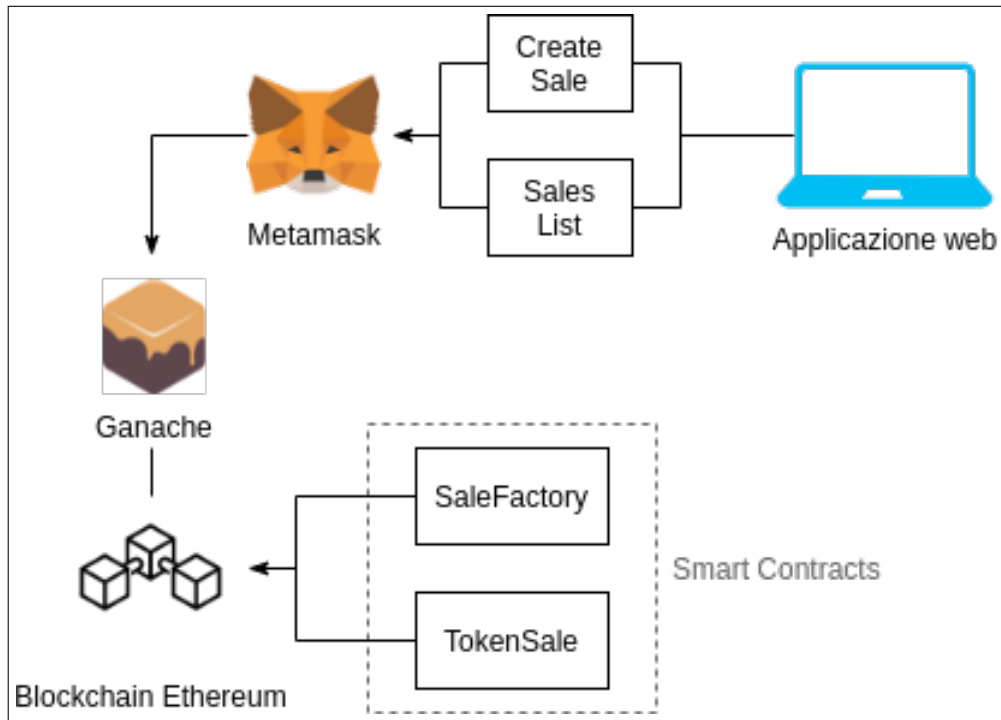 Create
Sale
Sales
List
Metamask
Applicazione web
Ganache
SaleFactory
Smart Contracts
TokenSale
Blockchain Ethereum